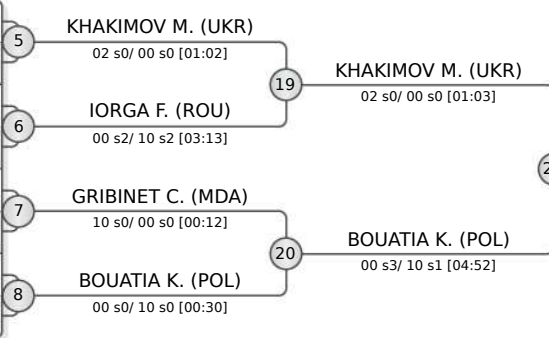 KHAKIMOV M. (UKR)
5
02 s0/ 00 s0 [01:02]
19
KHAKIMOV M. (UKR)
02 s0/ 00 s0 [01:03]
IORGA F. (ROU)
6
00 s2/ 10 s2 [03:13]
GRIBINET C. (MDA)
7
10 s0/ 00 s0 [00:12]
20
BOUATIA K. (POL)
00 s3/ 10 s1 [04:52]
BOUATIA K. (POL)
8
00 s0/ 10 s0 [00:30]